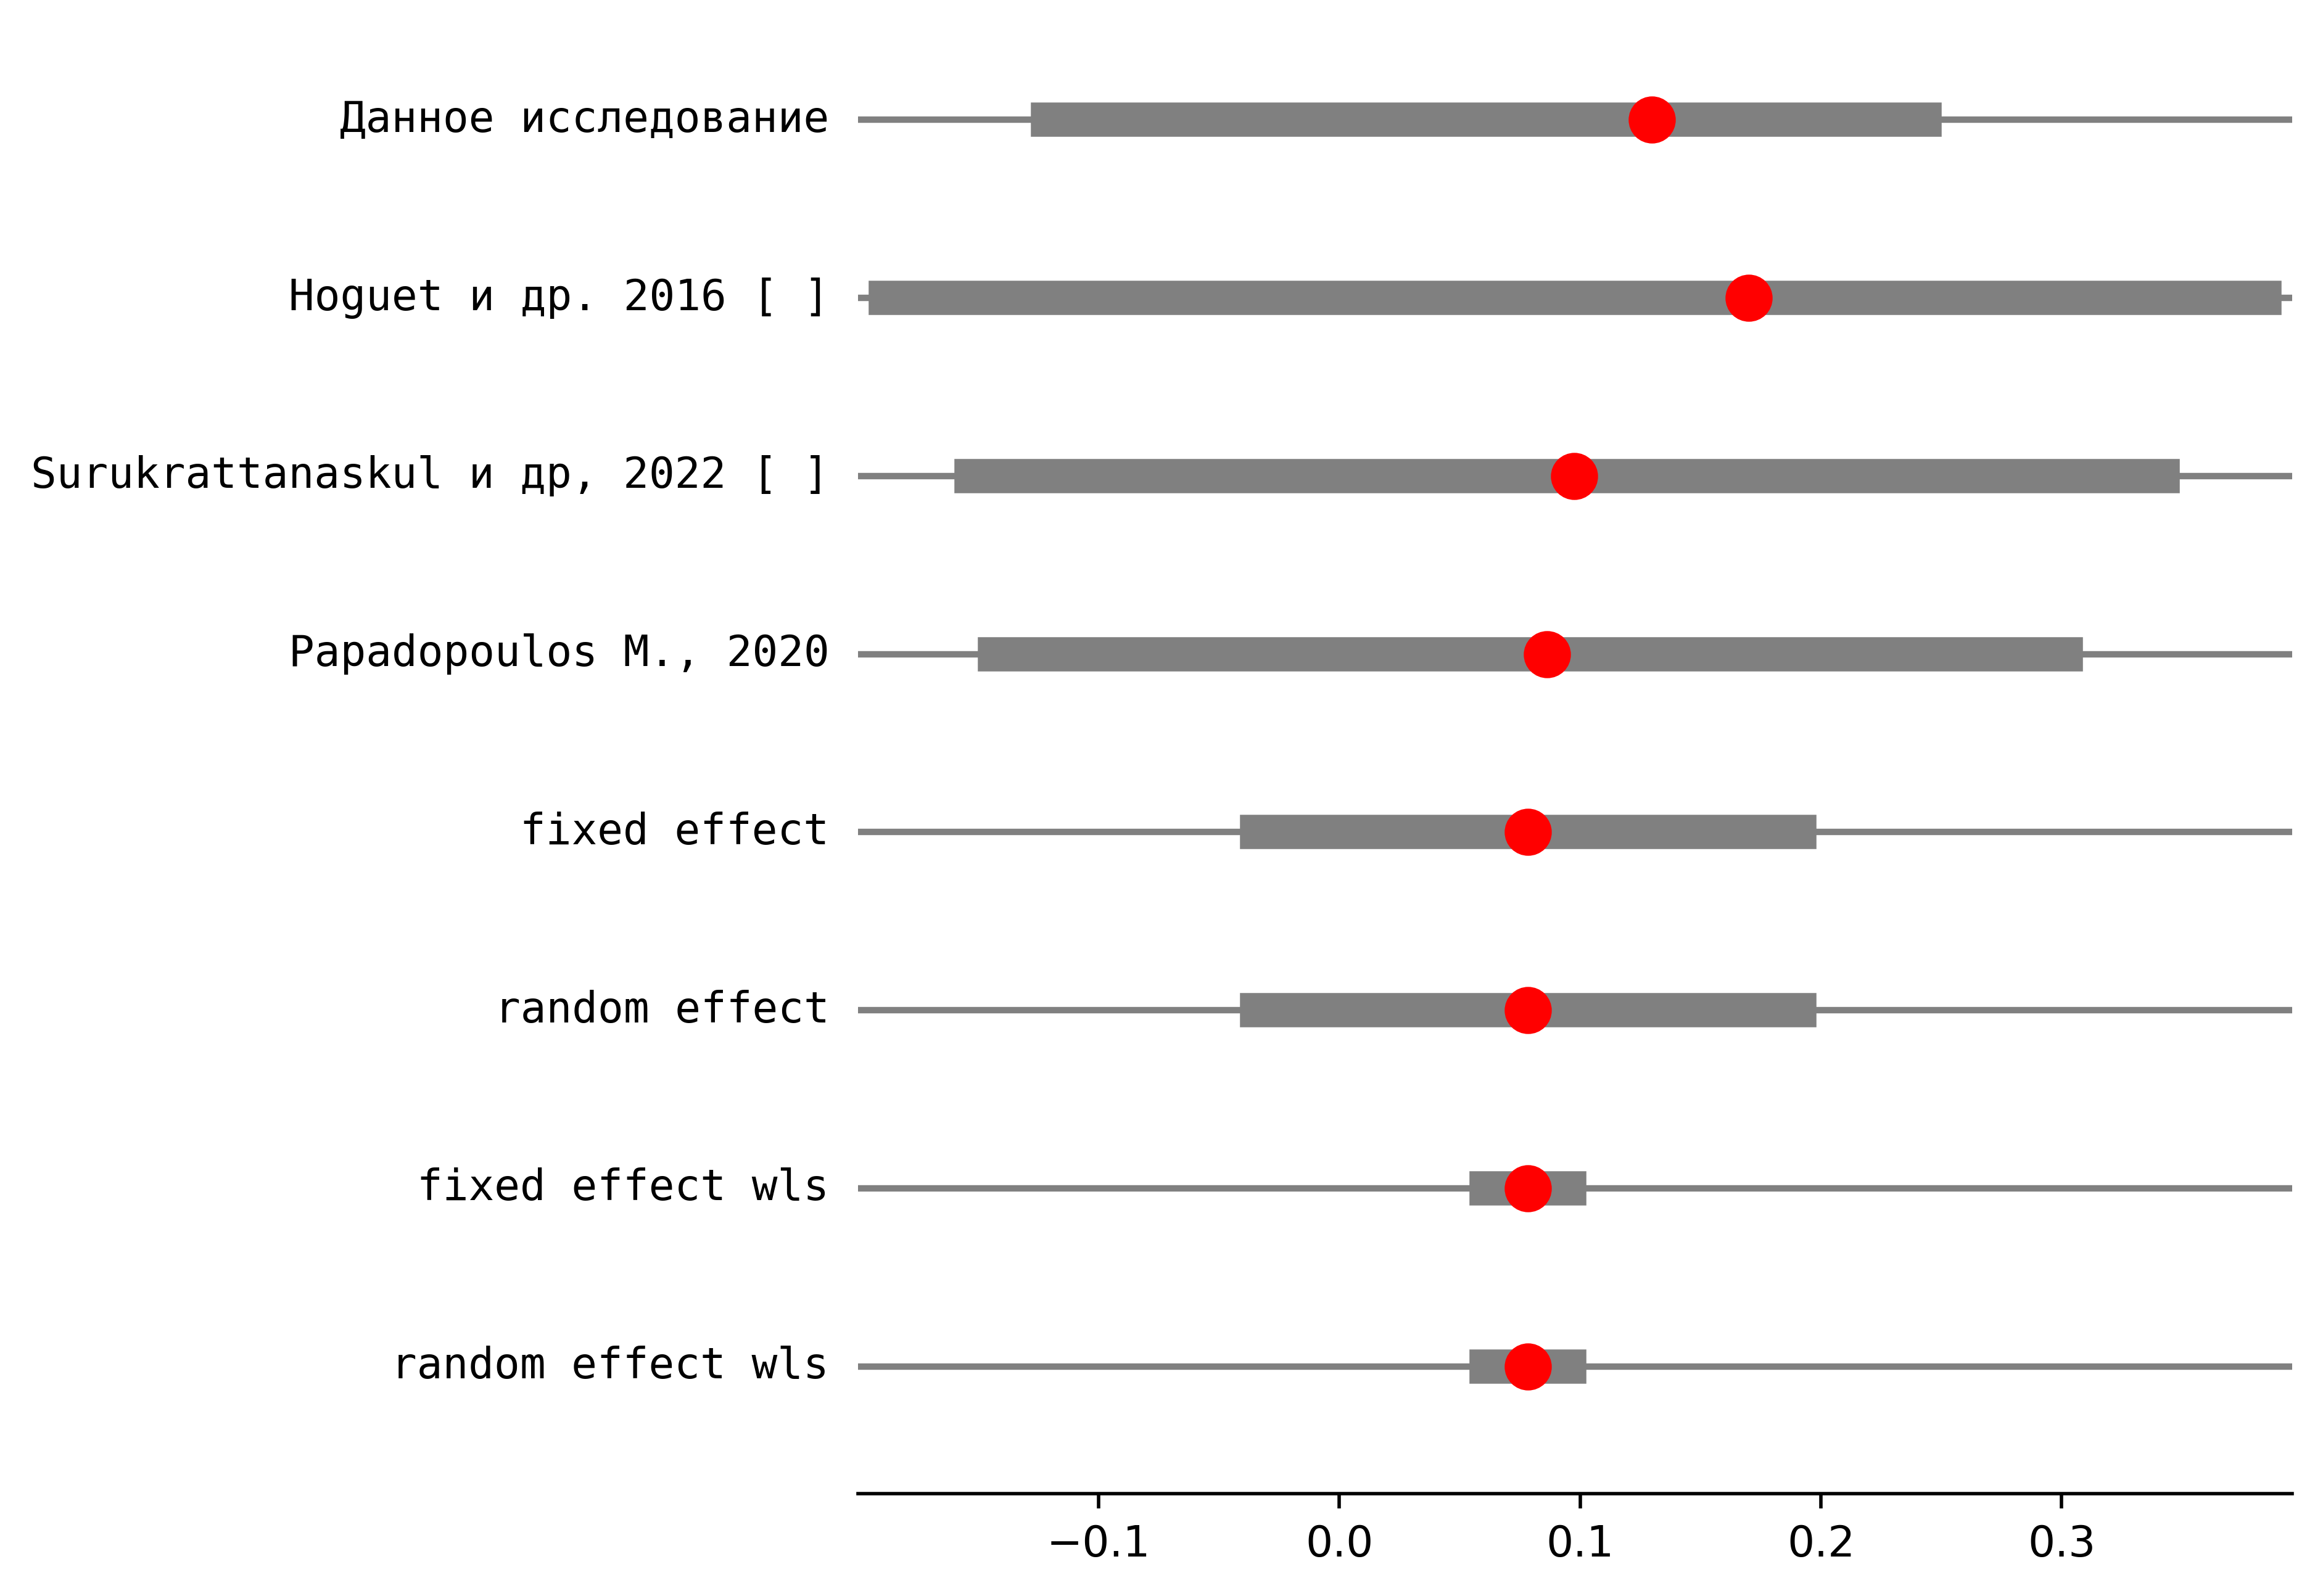 Данное исследование
Hoguet и др. 2016 [ ]
Surukrattanaskul и др, 2022 [ ]
Papadopoulos M., 2020
fixed effect
random effect
fixed effect wls
random effect wls
−0.1 0.0 0.1 0.2 0.3